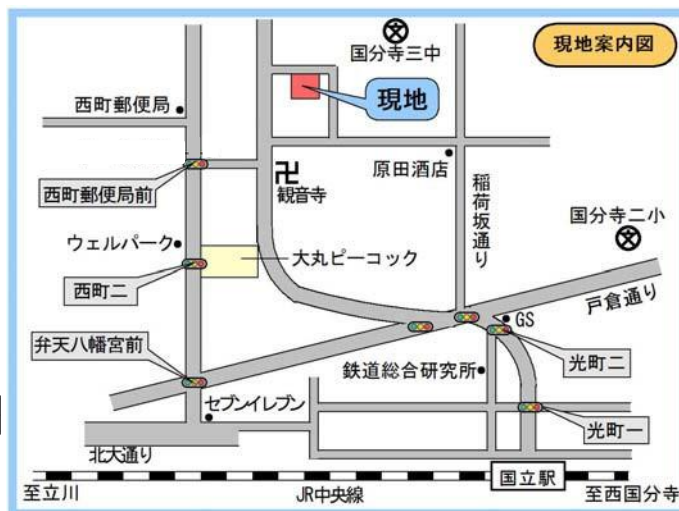 国分寺三中
現地案内図
西町郵便局
現地
原田酒店
西町郵便局前
卍
観音寺
稲荷坂通り
国分寺二小
ウェルパーク
大丸ピーコック
西町二
戸倉通り
GS
弁天八幡宮前
鉄道総合研究所
光町二
セブンイレブン
光町一
北大通り
国立駅
至立川
JR中央線
至西国分寺